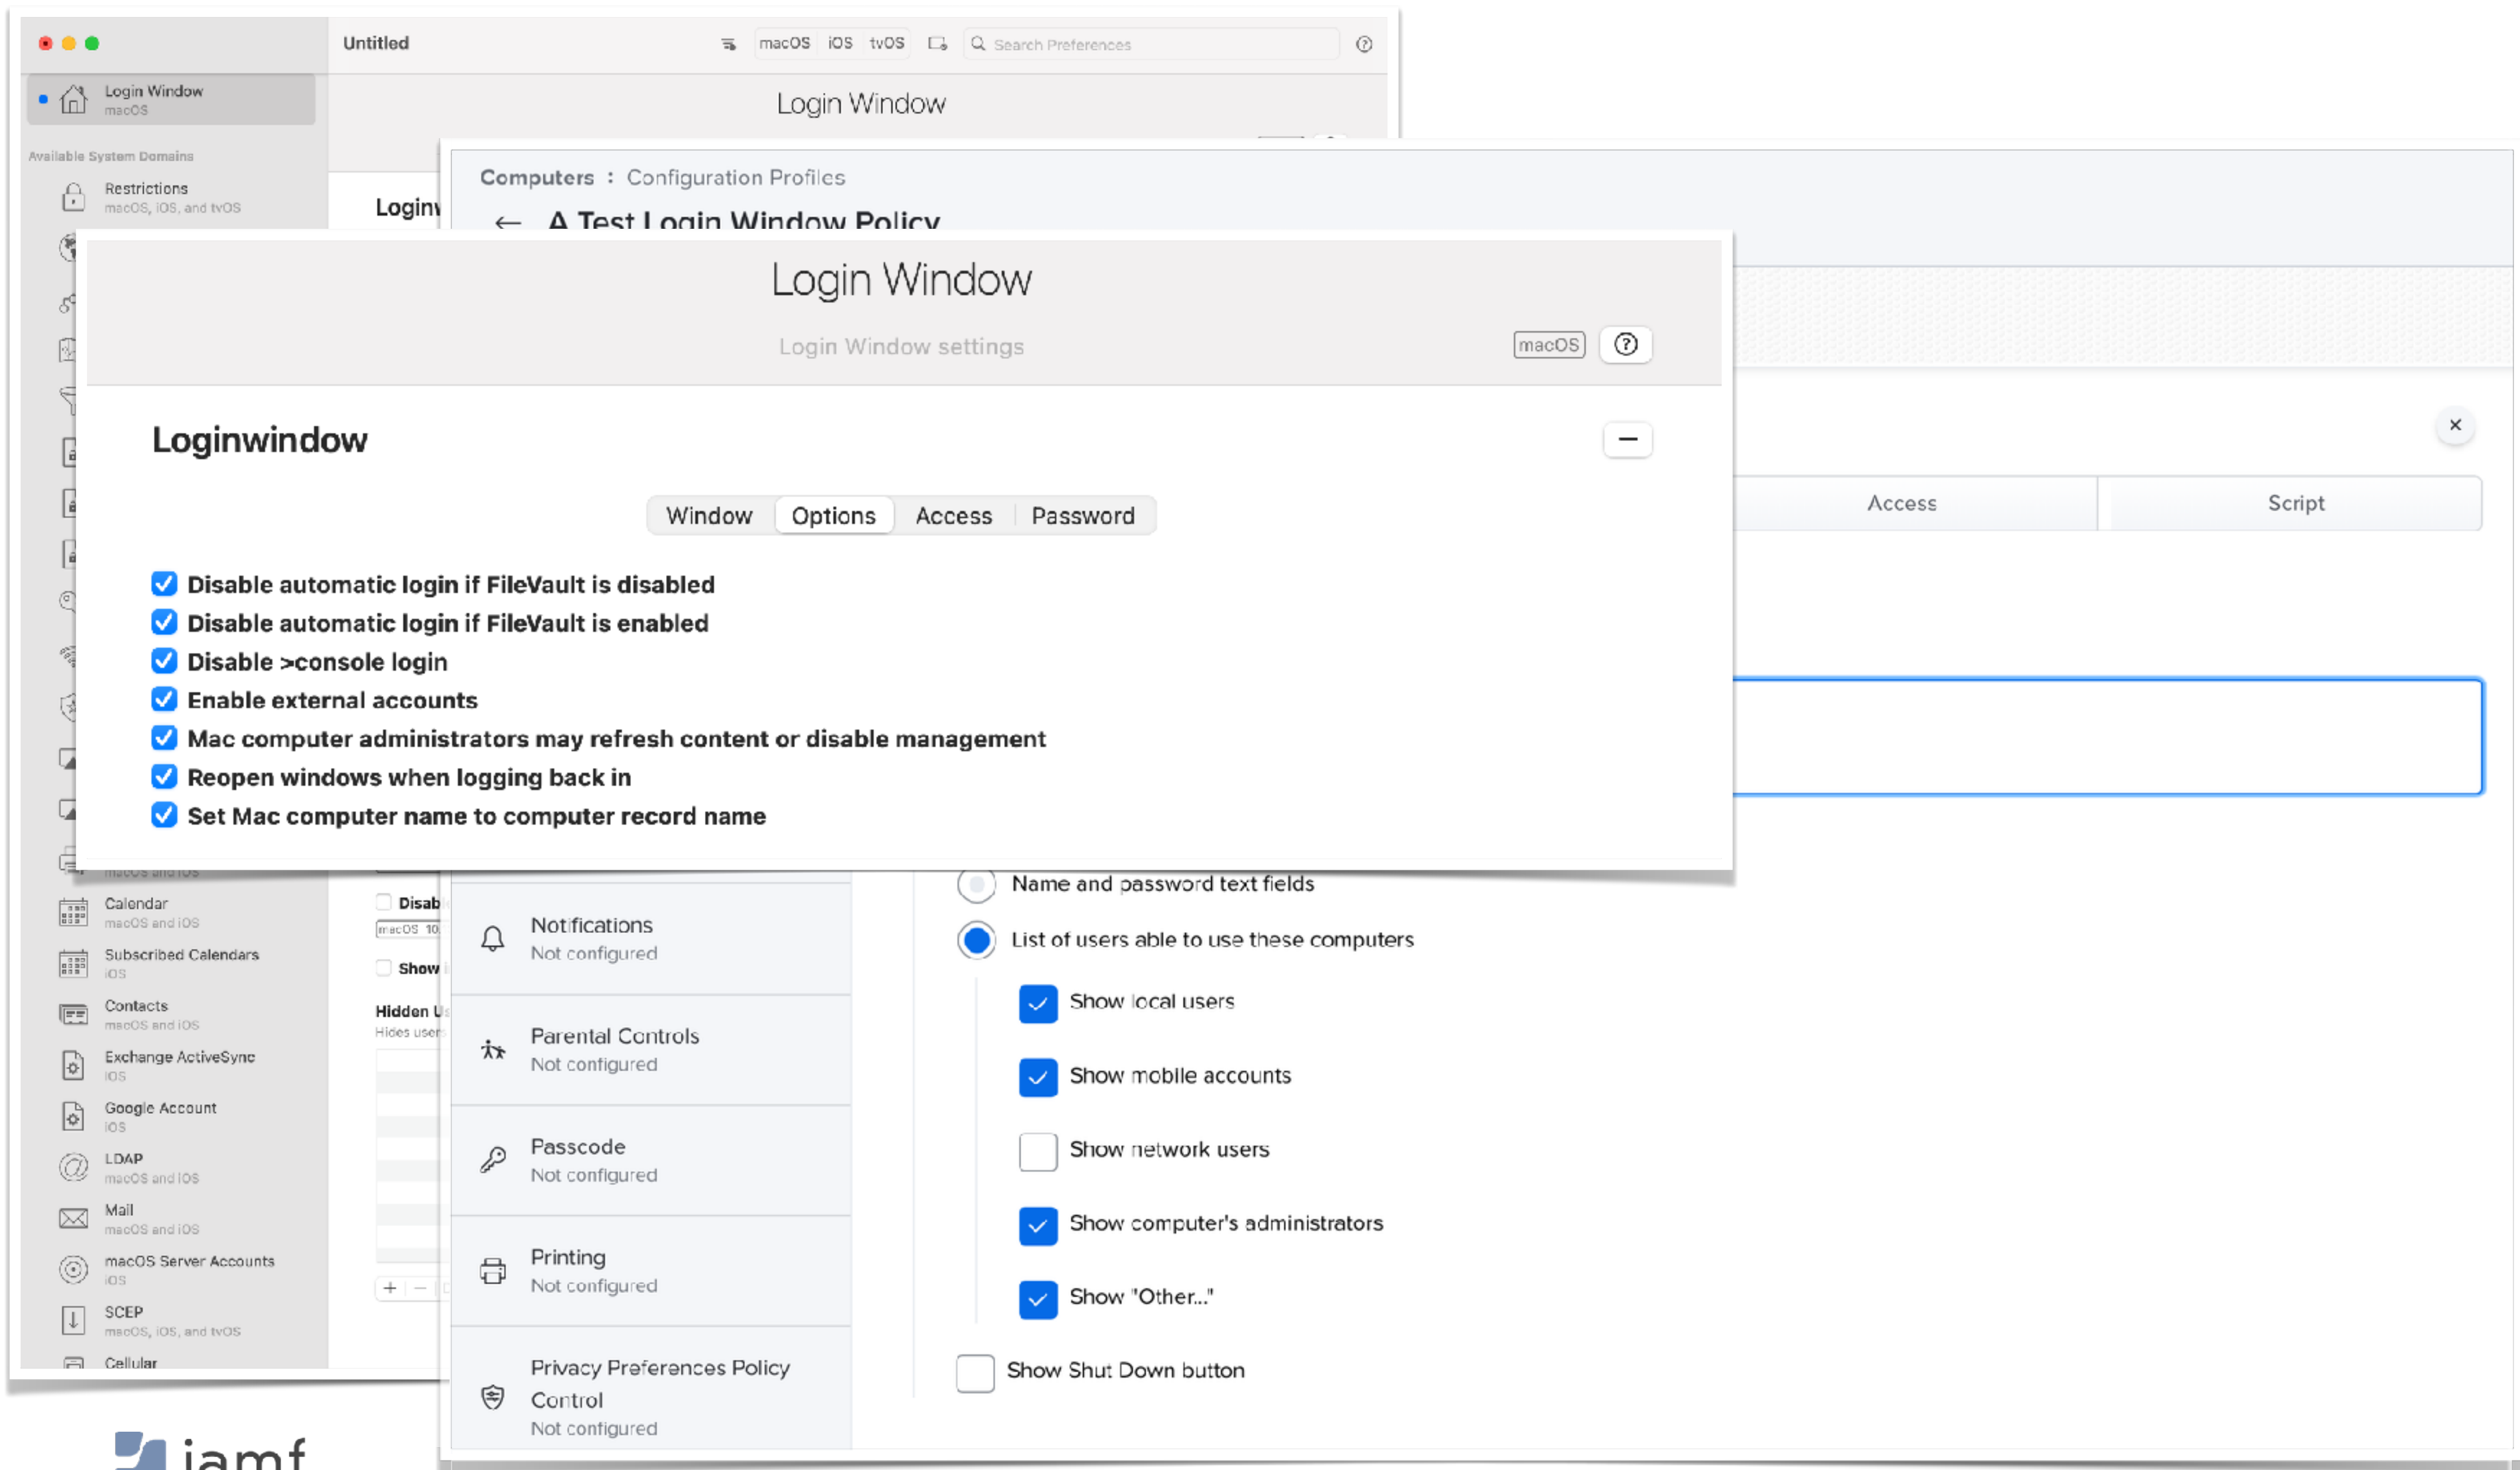 Untitled
macOS iOS tvOS
Search Preferences
Login Window
macOS
Login Window
Available System Domains
Restrictions
macOS, iOS, and tvOS
Computers : Configuration Profiles
A Test Login Window Policy
Login Window
Login Window settings
macOS
Loginwindow
Window Options Access Password
Disable automatic login if FileVault is disabled
Disable automatic login if FileVault is enabled
Disable >console login
Enable external accounts
Mac computer administrators may refresh content or disable management
Reopen windows when logging back in
Set Mac computer name to computer record name
Access
Script
macOS and iOS
Calendar
macOS and iOS
Subscribed Calendars
iOS
Contacts
macOS and iOS
Exchange ActiveSync
iOS
Google Account
iOS
LDAP
macOS and iOS
Mail
macOS and iOS
macOS Server Accounts
iOS
SCEP
macOS, iOS, and tvOS
Cellular
macOS 10
Show
Hidden
Hides
Notifications
Not configured
Parental Controls
Not configured
Passcode
Not configured
Printing
Not configured
Privacy Preferences Policy
Control
Not configured
Name and password text fields
List of users able to use these computers
Show local users
Show mobile accounts
Show network users
Show computer's administrators
Show "Other..."
Show Shut Down button
jamf